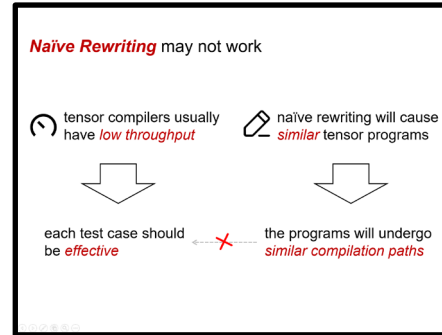 Naïve Rewriting may not work
tensor compilers usually
have low throughput
naïve rewriting will cause
similar tensor programs
each test case should
be effective
the programs will undergo
similar compilation paths